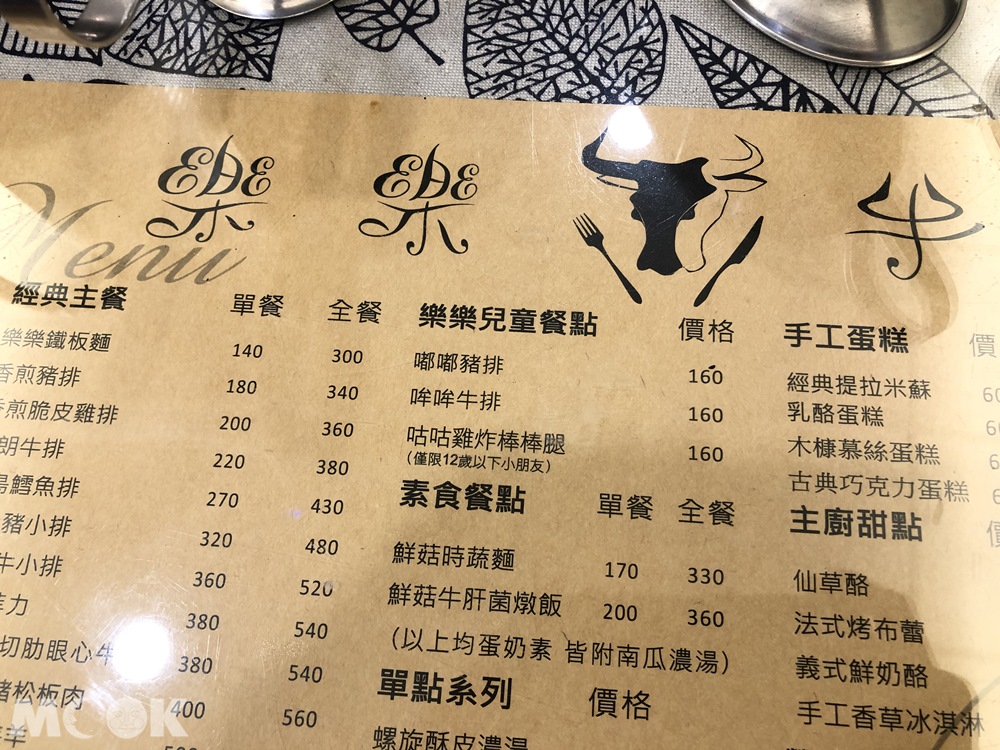 樂 樂 牛
Menu
經典主餐 單餐 全餐
樂樂鐵板麵 140 300
香煎豬排 180 340
煎脆皮雞排 200 360
朗牛排 220 380
鱈魚排 270 430
豬小排 320 480
牛小排 360 520
力 380 540
切肋眼心牛 380 540
豬松板肉 400 560
羊
樂樂兒童餐點 價格
嘟嘟豬排 160
哞哞牛排 160
咕咕雞炸棒棒腿 160
(僅限12歲以下小朋友)
素食餐點 單餐 全餐
鮮菇時蔬麵 170 330
鮮菇牛肝菌燉飯 200 360
(以上均蛋奶素 皆附南瓜濃湯)
單點系列 價格
螺旋酥皮濃湯
手工蛋糕 價
經典提拉米蘇
乳酪蛋糕
木糠慕絲蛋糕
古典巧克力蛋糕
主廚甜點
仙草酪
法式烤布蕾
義式鮮奶酪
手工香草冰淇淋
MOOK